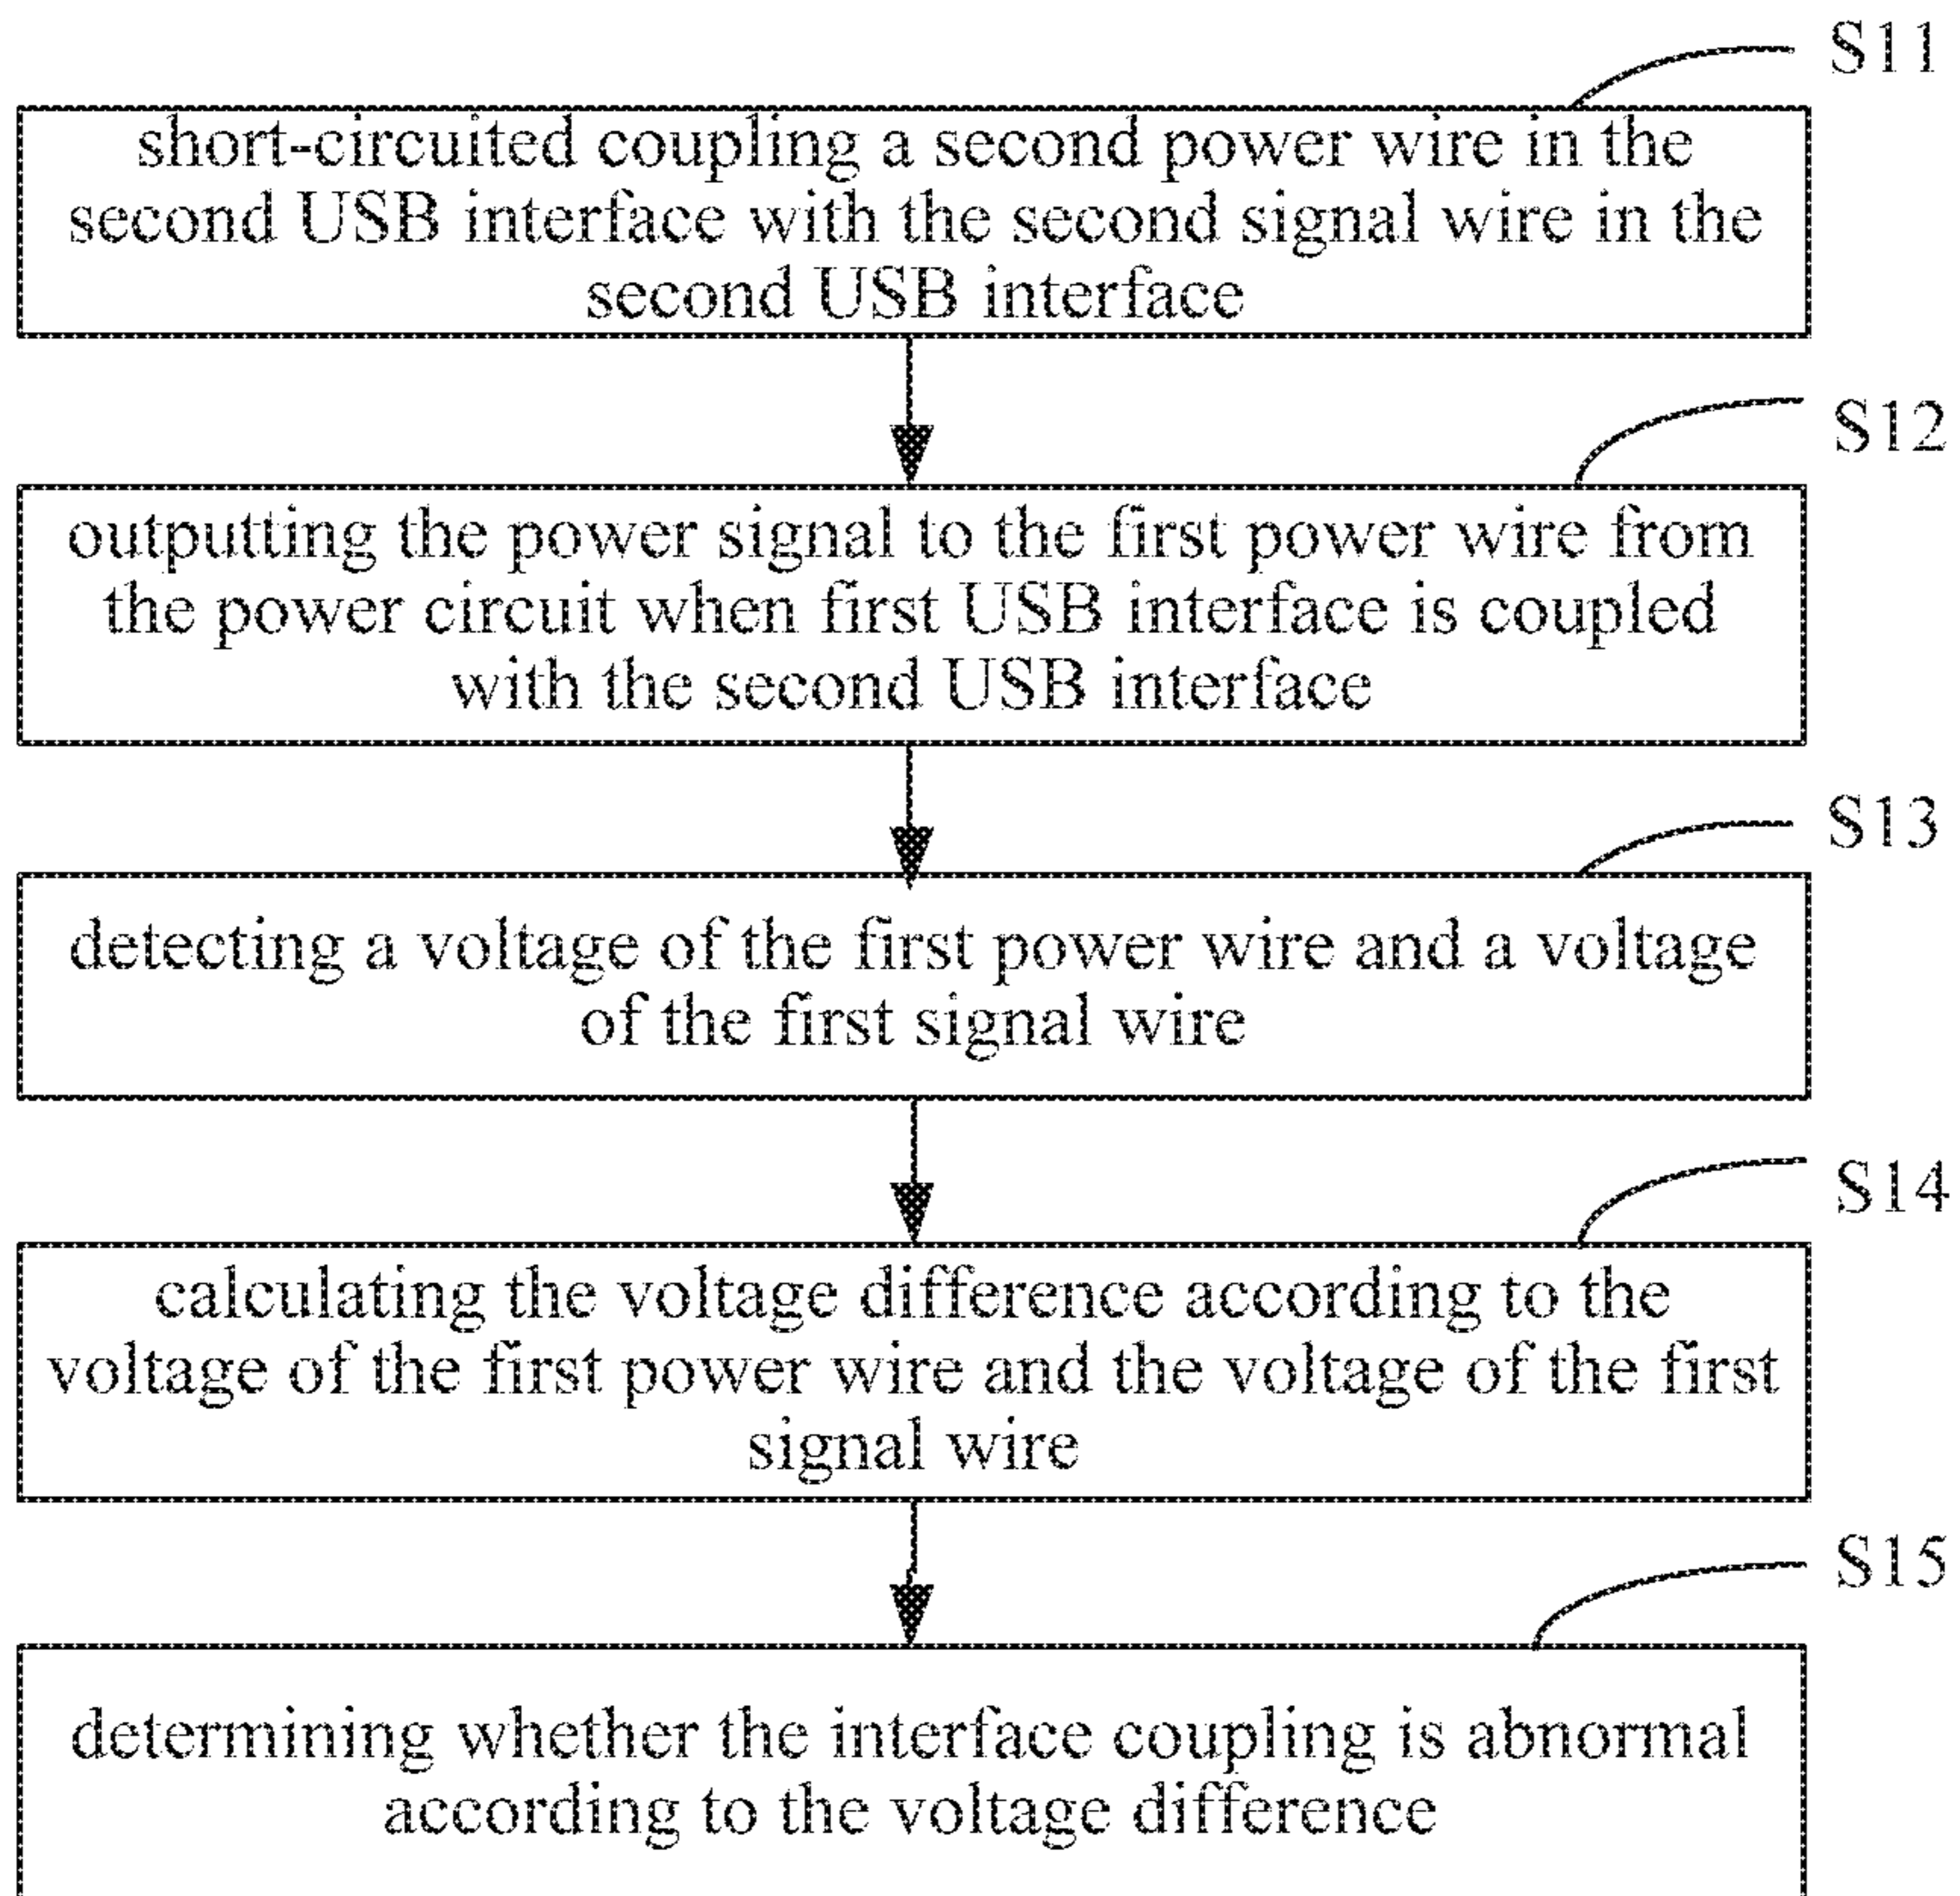 S11
short-circuited coupling a second power wire in the
second USB interface with the second signal wire in the
second USB interface
S12
outputting the power signal to the first power wire from
the power circuit when first USB interface is coupled
with the second USB interface
S13
detecting a voltage of the first power wire and a voltage
of the first signal wire
S14
calculating the voltage difference according to the
voltage of the first power wire and the voltage of the first
signal wire
S15
determining whether the interface coupling is abnormal
according to the voltage difference